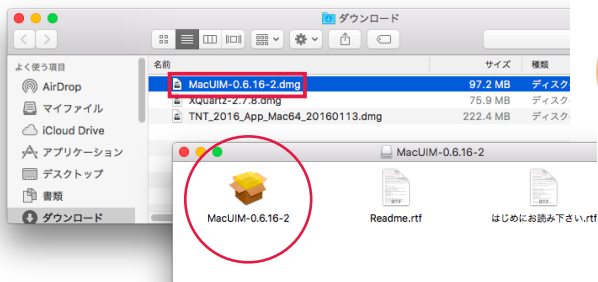 ダウンロード
よく使う項目
AirDrop
マイファイル
iCloud Drive
アプリケーション
デスクトップ
書類
ダウンロード
名前 サイズ 種類
MacUIM-0.6.16-2.dmg 97.2 MB ディスク
XQuartz-2.7.8.dmg 75.9 MB ディスク
TNT_2016_App_Mac64_20160113.dmg 222.4 MB ディスク
MacUIM-0.6.16-2
RTF
RTF
MacUIM-0.6.16-2
Readme.rtf
はじめにお読み下さい.rtf